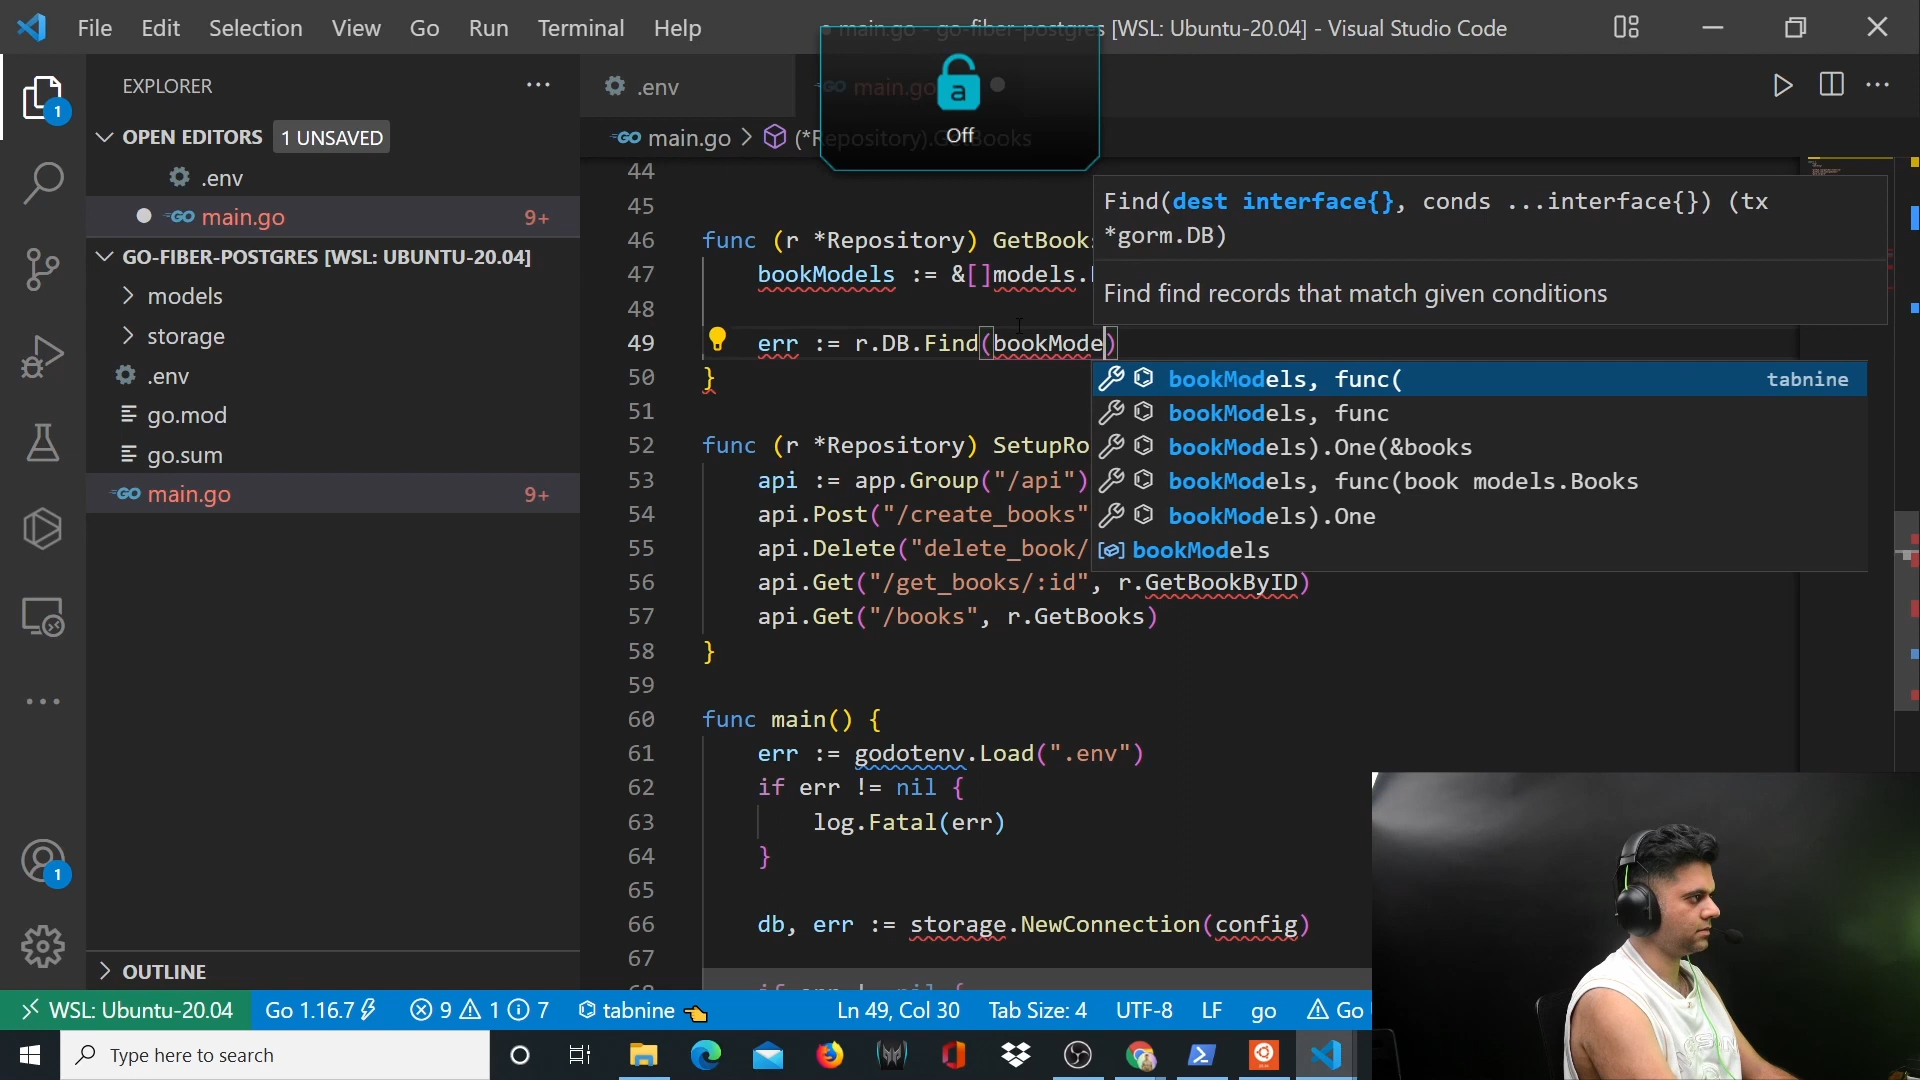 File Edit Selection View Go Run Terminal Help
main.go - go-fiber-postgres [WSL: Ubuntu-20.04] - Visual Studio Code
a
Off
EXPLORER
OPEN EDITORS 1 UNSAVED
.env
main.go 9+
GO-FIBER-POSTGRES [WSL: UBUNTU-20.04]
models
storage
.env
go.mod
go.sum
main.go 9+
OUTLINE
1
1
.env
main.go
main.go > (*Repository).GetBooks
44
45
46 func (r *Repository) GetBook
47 bookModels := &[]models.
48
49 err := r.DB.Find(bookMode)
50 }
51
52 func (r *Repository) SetupRo
53 api := app.Group("/api")
54 api.Post("/create_books"
55 api.Delete("delete_book/
56 api.Get("/get_books/:id", r.GetBookByID)
57 api.Get("/books", r.GetBooks)
58 }
59
60 func main() {
61 err := godotenv.Load(".env")
62 if err != nil {
63 log.Fatal(err)
64 }
65
66 db, err := storage.NewConnection(config)
67
68 if err != nil {
Find(dest interface{}, conds ...interface{}) (tx
*gorm.DB)
Find find records that match given conditions
bookModels, func( tabnine
bookModels, func
bookModels).One(&books
bookModels, func(book models.Books
bookModels).One
bookModels
WSL: Ubuntu-20.04 Go 1.16.7 9 1 7 tabnine Ln 49, Col 30 Tab Size: 4 UTF-8 LF go Go
Type here to search